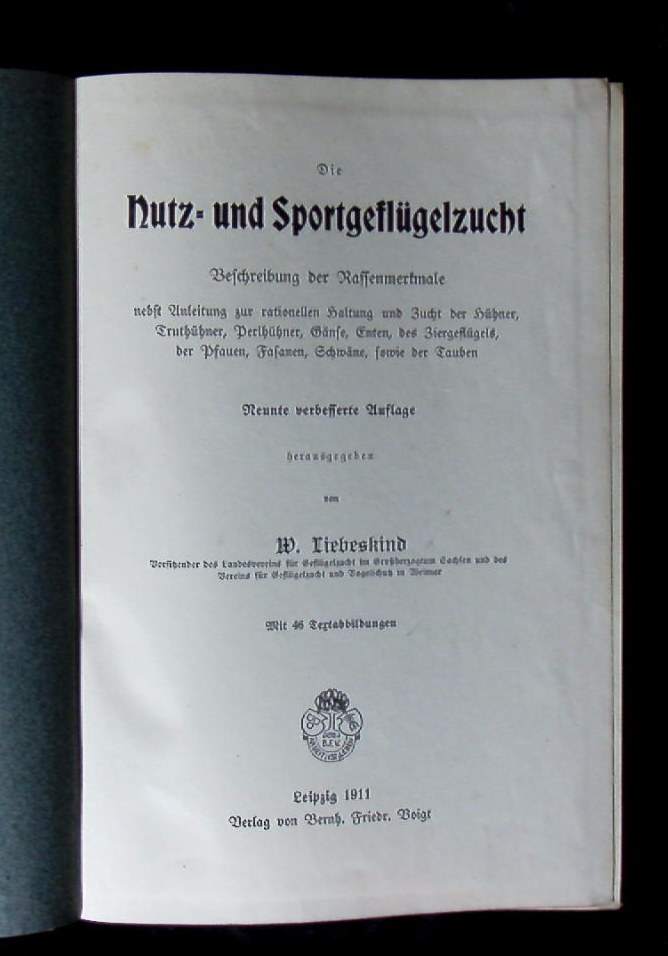 Die
Nutz- und Sportgeflügelzucht
Beschreibung der Rassenmerkmale
nebst Anleitung zur rationellen Haltung und Zucht der Hühner,
Truthühner, Perlhühner, Gänse, Enten, des Ziergeflügels,
der Pfauen, Fasanen, Schwäne, sowie der Tauben
Neunte verbesserte Auflage
herausgegeben
von
W. Liebeskind
Vorsitzender des Landesvereins für Geflügelzucht im Großherzogtum Sachsen und des
Vereins für Geflügelzucht und Vogelschutz in Weimar
Mit 46 Textabbildungen
B.F.V.
Leipzig 1911
Verlag von Bernh. Friedr. Voigt